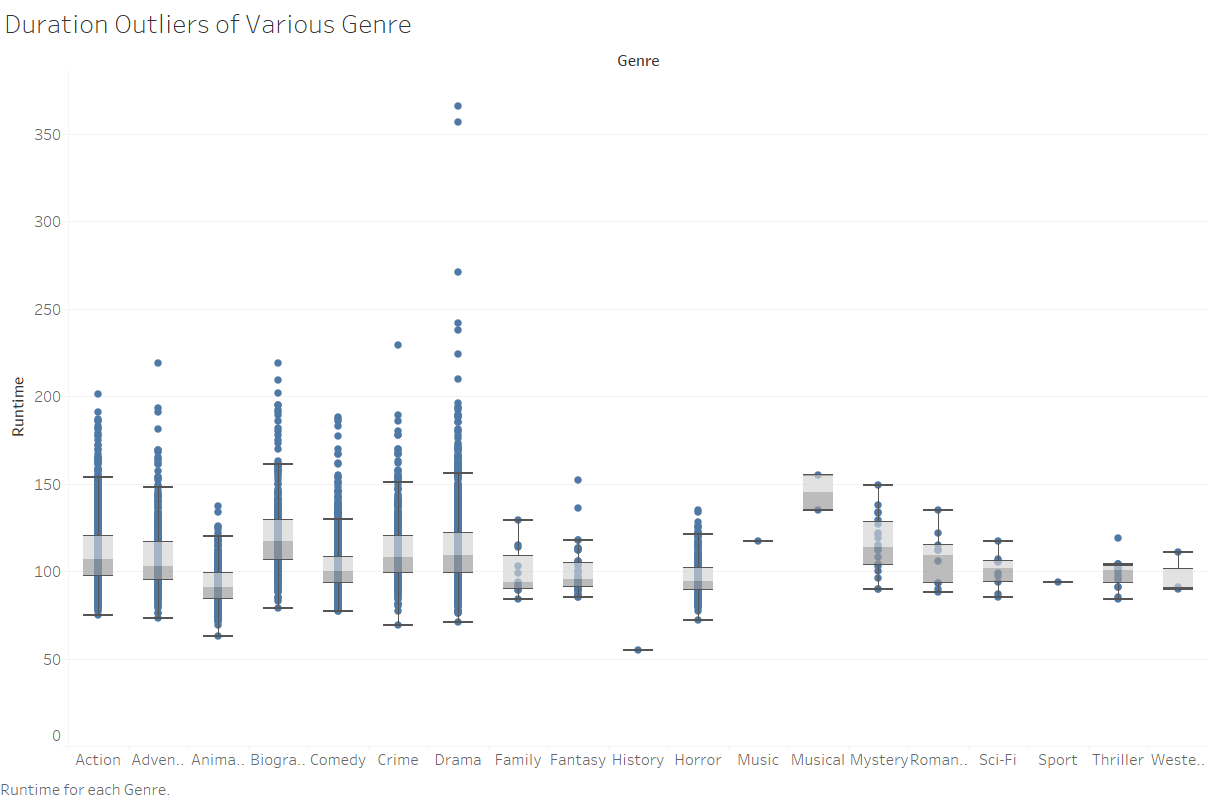 Duration Outliers of Various Genre
Genre
Runtime
350
300
250
200
150
100
50
0
Action Adven.. Anima.. Biogra.. Comedy Crime Drama Family Fantasy History Horror Music Musical Mystery Roman.. Sci-Fi Sport Thriller Weste..
Runtime for each Genre.